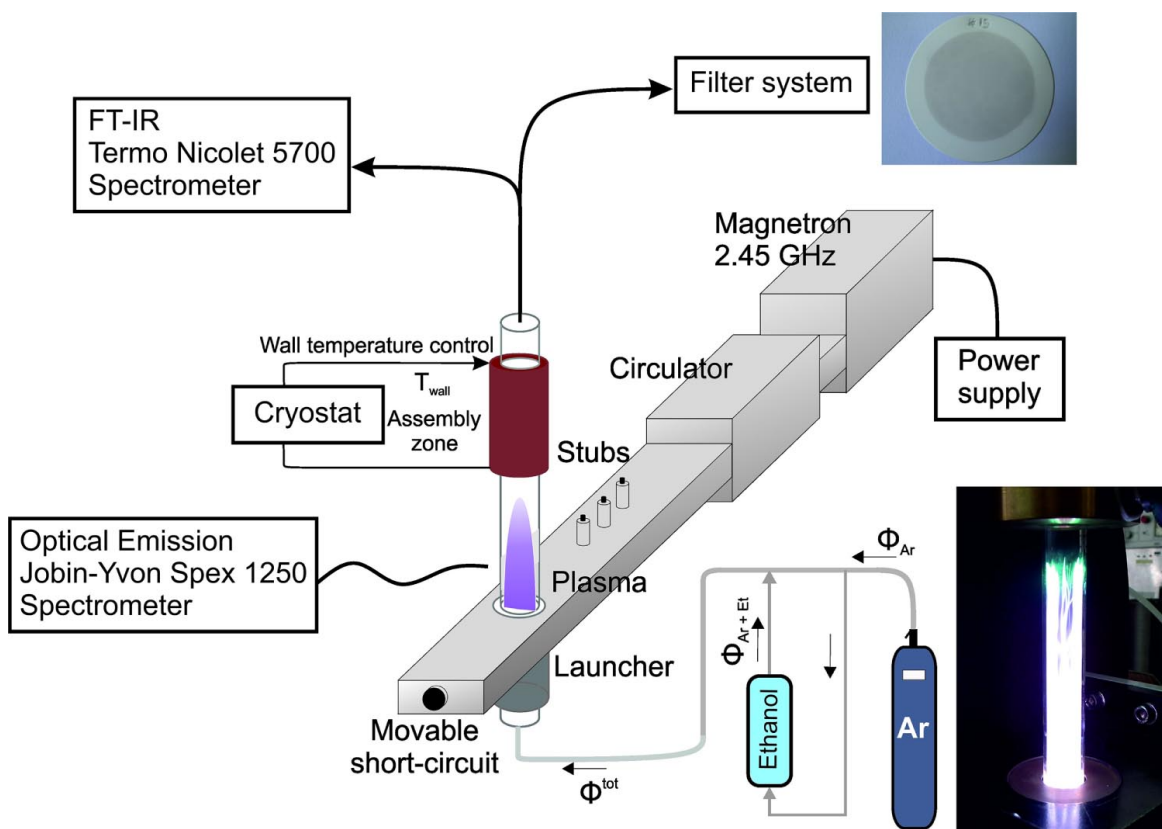 # 15
Filter system
FT-IR
Termo Nicolet 5700
Spectrometer
Magnetron
2.45 GHz
Wall temperature control
Circulator
Power
supply
T wall
Cryostat
Assembly
zone
Stubs
Optical Emission
Jobin-Yvon Spex 1250
Spectrometer
Φ Ar
Plasma
Φ Ar + Et
Launcher
Ethanol
Ar
Movable
short-circuit
Φ tot